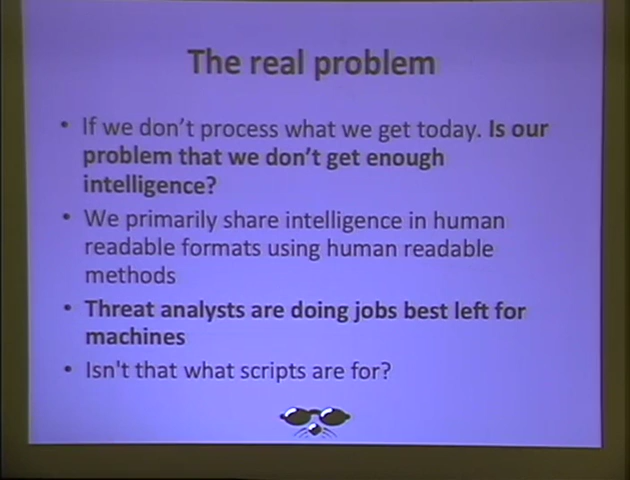 The real problem
• If we don't process what we get today. Is our
problem that we don't get enough
intelligence?
• We primarily share intelligence in human
readable formats using human readable
methods
• Threat analysts are doing jobs best left for
machines
• Isn't that what scripts are for?